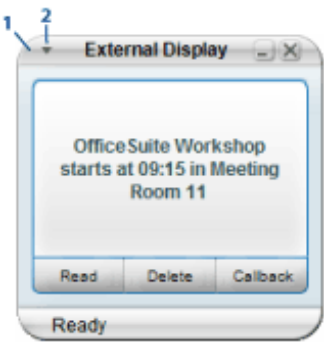 1 2
External Display
OfficeSuite Workshop
starts at 09:15 in Meeting
Room 11
Read Delete Callback
Ready